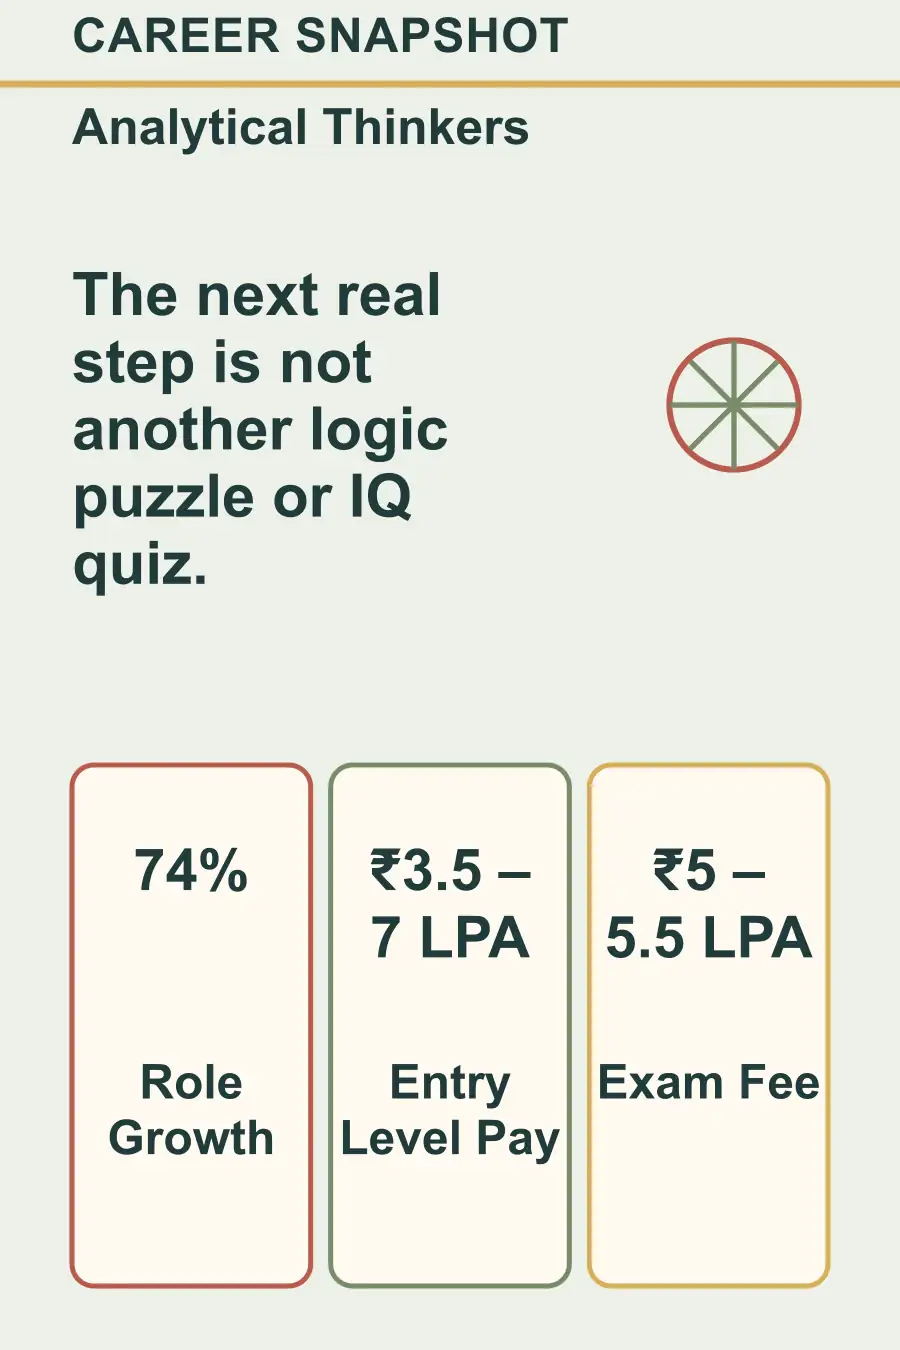 CAREER SNAPSHOT
Analytical Thinkers
The next real
step is not
another logic
puzzle or IQ
quiz.
74%
Role
Growth
₹3.5 –
7 LPA
Entry
Level Pay
₹5 –
5.5 LPA
Exam Fee